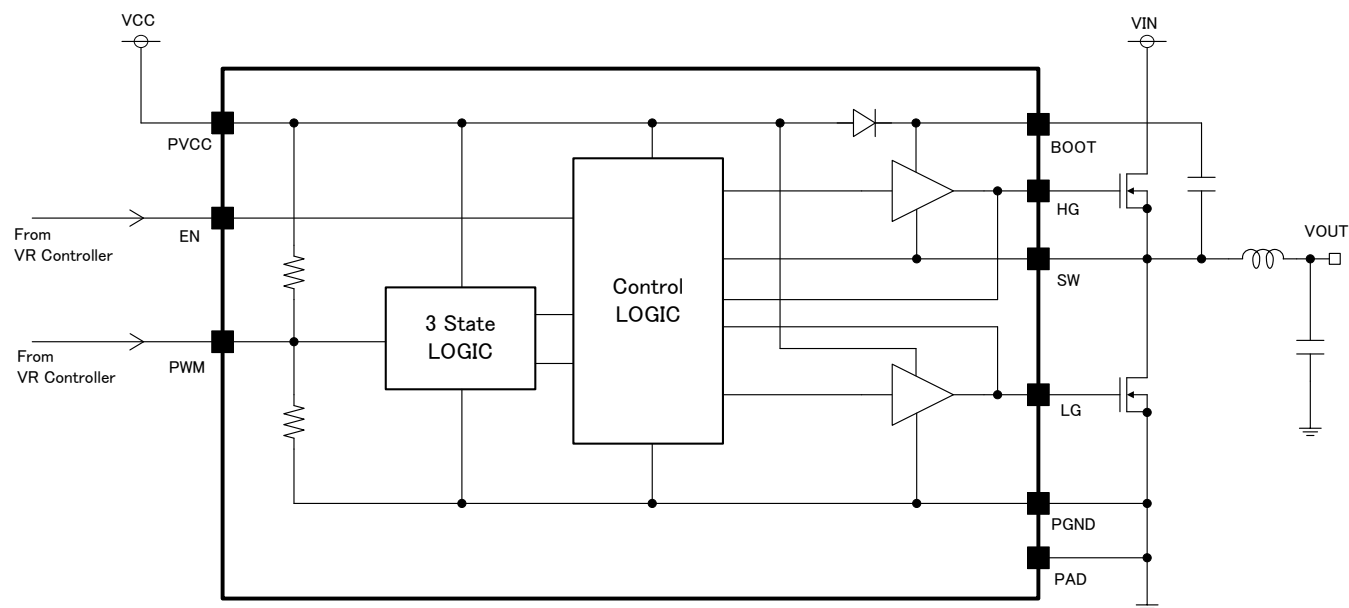 VCC
VIN
PVCC
BOOT
EN
HG
From
VR Controller
VOUT
SW
Control
LOGIC
3 State
LOGIC
From
VR Controller
PWM
LG
PGND
PAD